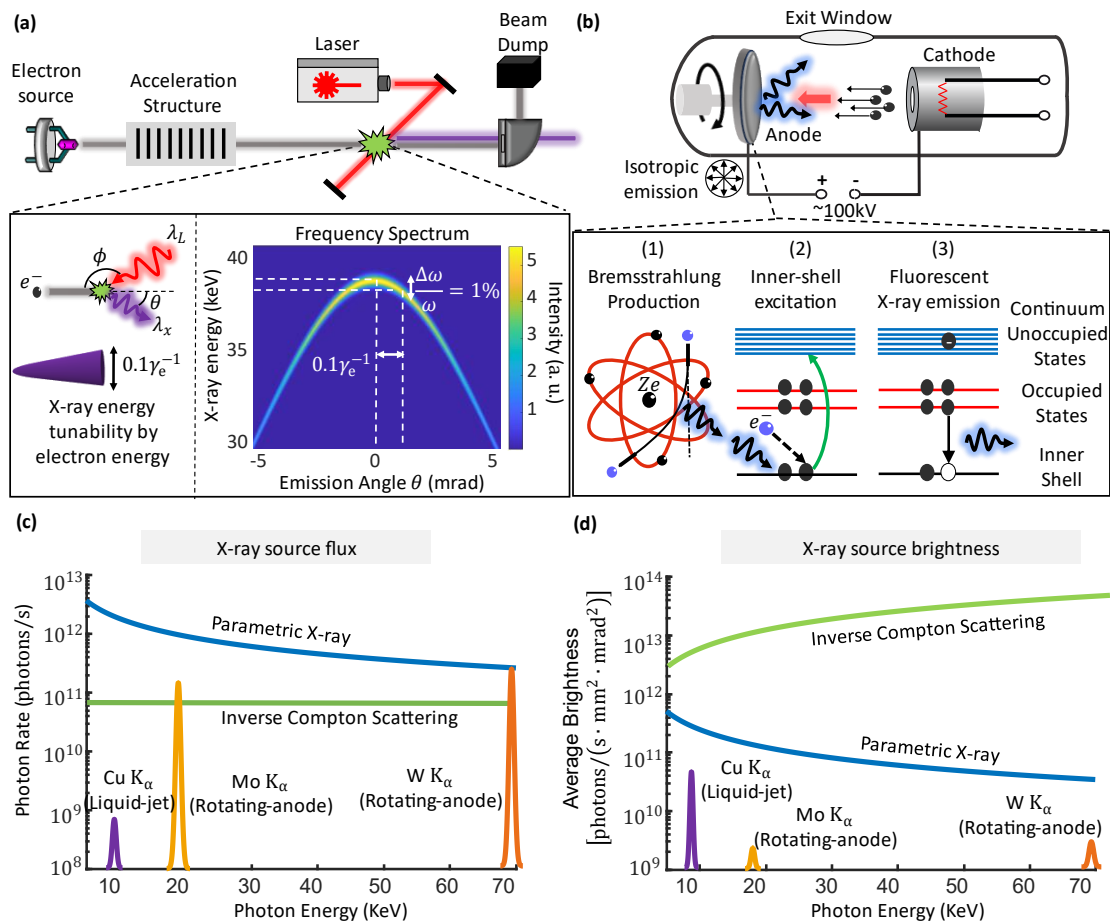 (a)
Electron
source
Acceleration
Structure
Laser
Beam
Dump
λ_L
ϕ
e⁻
θ
λ_x
0.1γ_e⁻¹
X-ray energy
tunability by
electron energy
Frequency Spectrum
X-ray energy (keV)
40
35
30
Δω/ω = 1%
0.1γ_e⁻¹
-5
0
5
Emission Angle θ (mrad)
5
4
3
2
1
Intensity (a. u.)
(b)
Exit Window
Cathode
Anode
Isotropic
emission
+
-
~100kV
(1)
Bremsstrahlung
Production
(2)
Inner-shell
excitation
(3)
Fluorescent
X-ray emission
Ze
e⁻
-
Continuum
Unoccupied
States
Occupied
States
Inner
Shell
(c)
X-ray source flux
Photon Rate (photons/s)
10¹³
10¹²
10¹¹
10¹⁰
10⁹
10⁸
Parametric X-ray
Inverse Compton Scattering
Cu K_α
(Liquid-jet)
Mo K_α
(Rotating-anode)
W K_α
(Rotating-anode)
10
20
30
40
50
60
70
Photon Energy (KeV)
(d)
X-ray source brightness
Average Brightness
[photons/(s · mm² · mrad²)]
10¹⁴
10¹³
10¹²
10¹¹
10¹⁰
10⁹
Inverse Compton Scattering
Parametric X-ray
Cu K_α
(Liquid-jet)
Mo K_α
(Rotating-anode)
W K_α
(Rotating-anode)
10
20
30
40
50
60
70
Photon Energy (KeV)